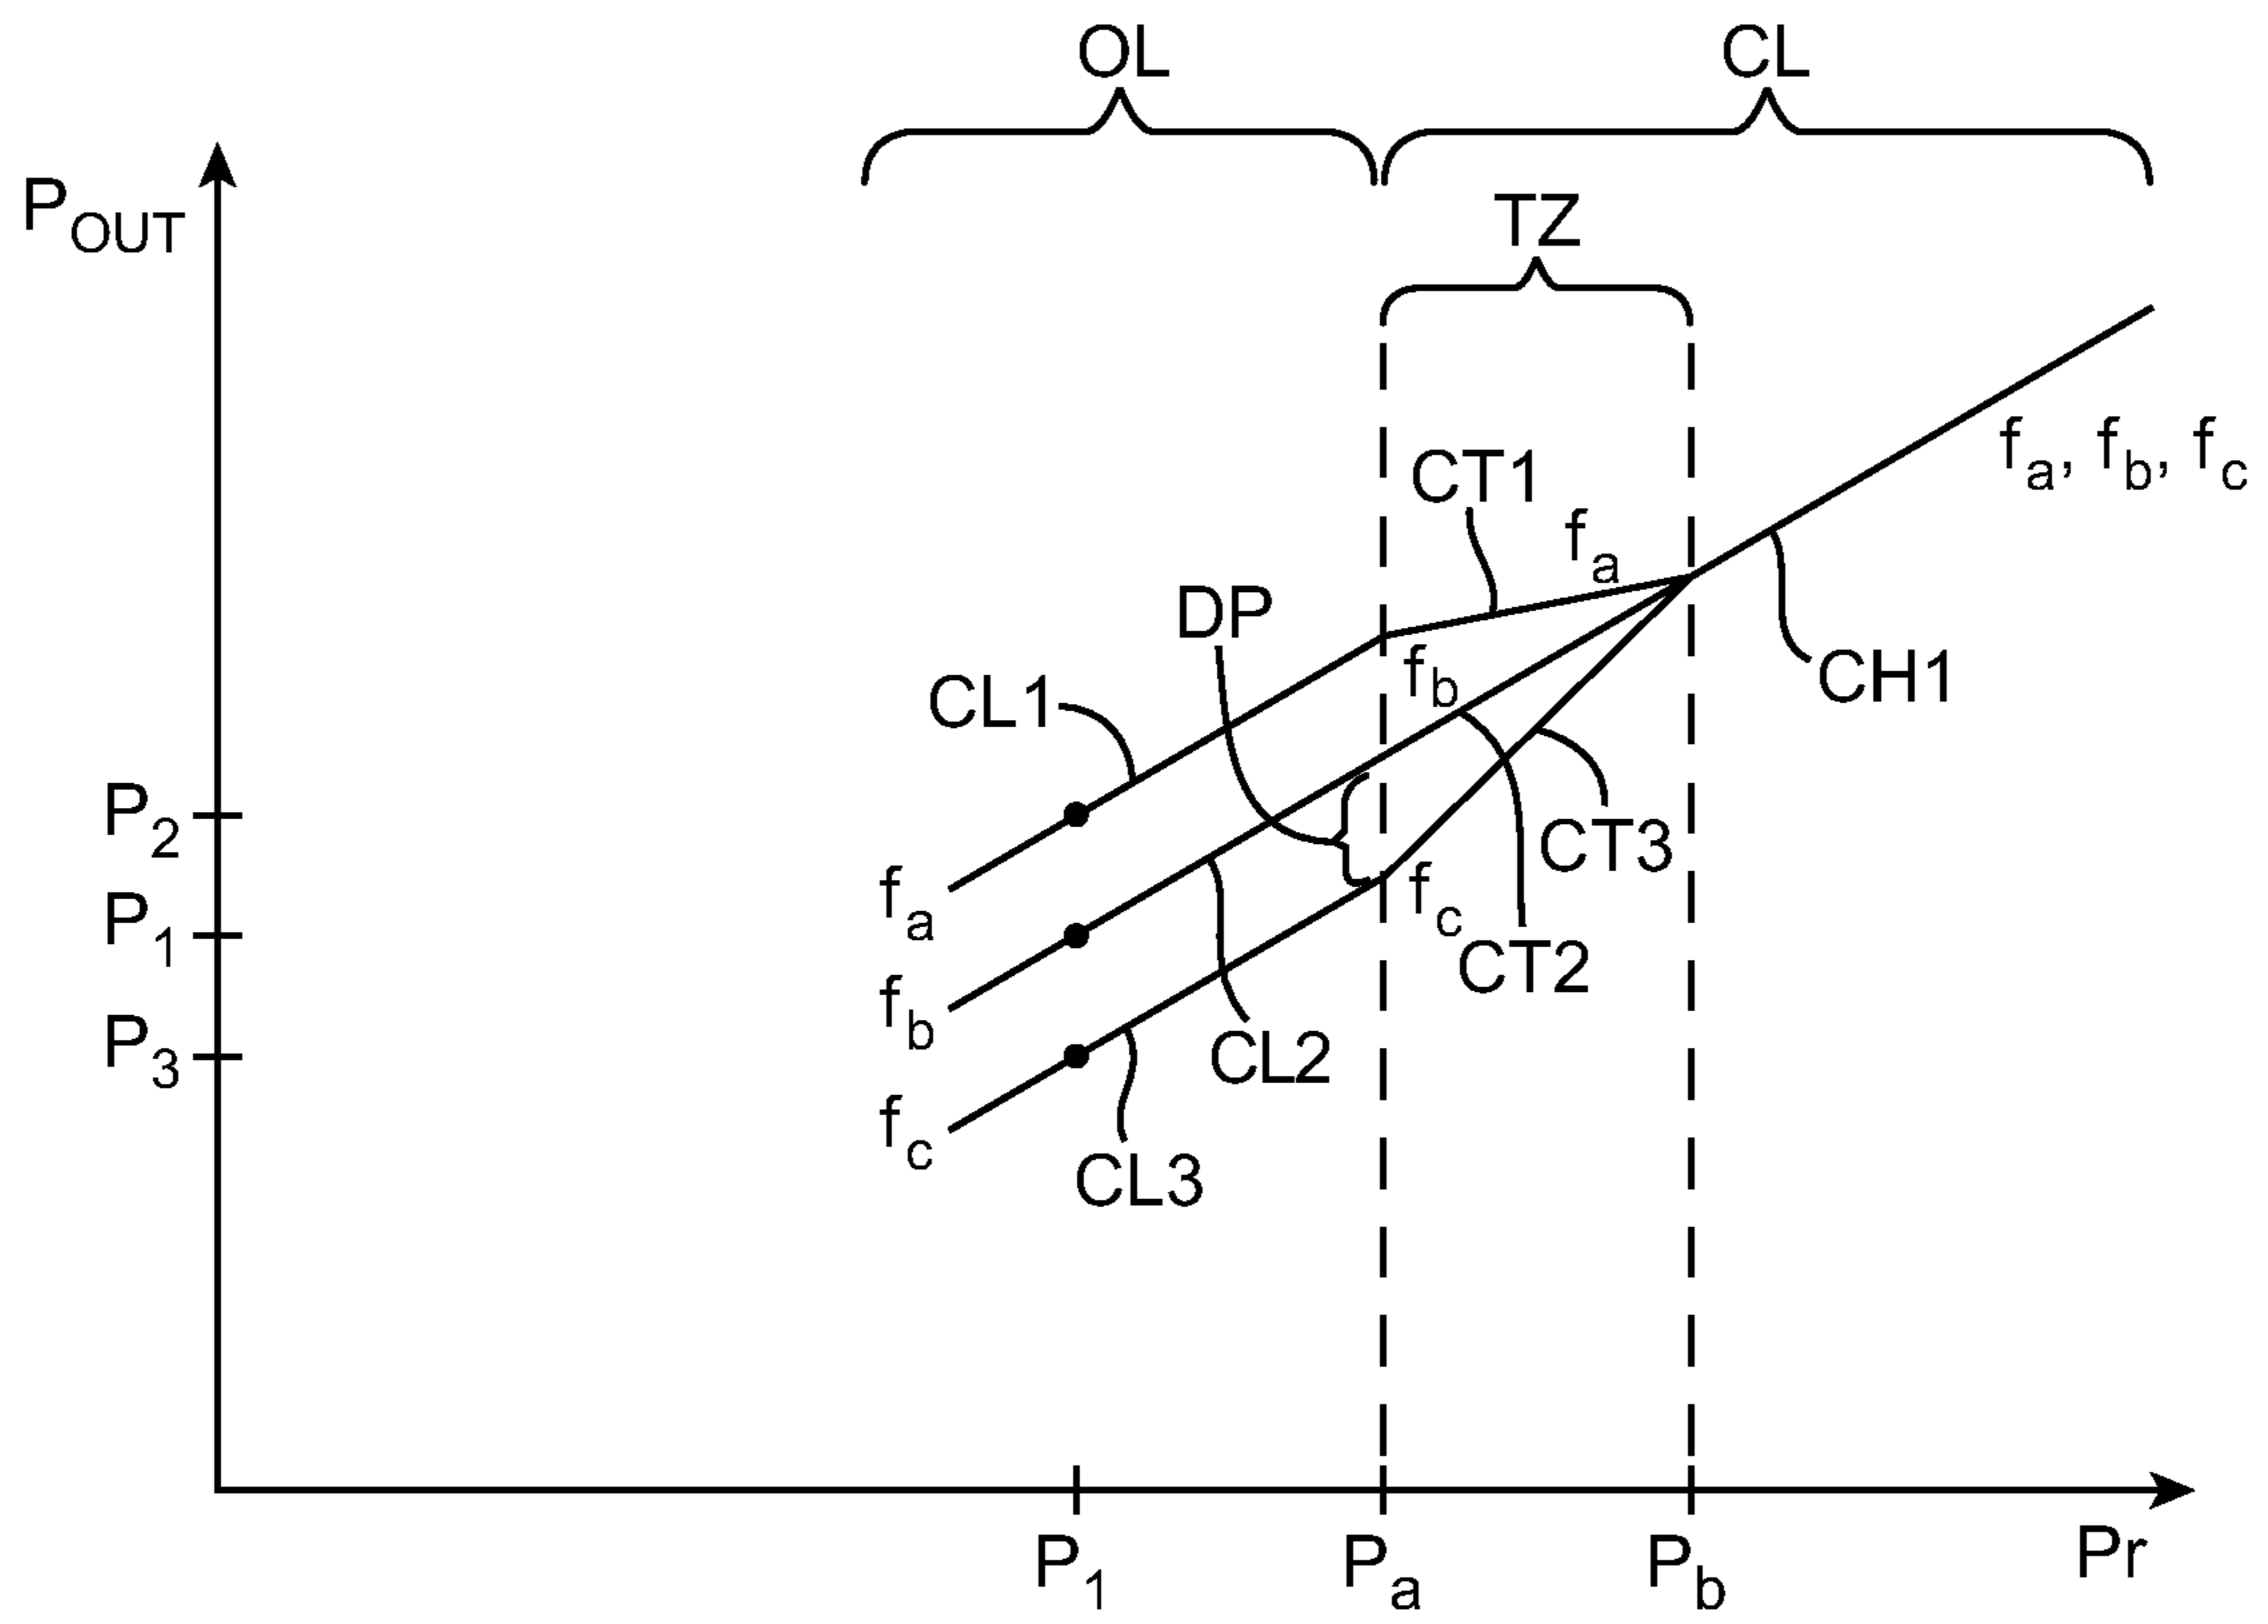 OL
CL
P_OUT
TZ
CT1
f_a
f_a, f_b, f_c
DP
f_b
CH1
CL1
P_2
CT3
f_a
f_c
P_1
CT2
f_b
CL2
P_3
f_c
CL3
P_1
P_a
P_b
Pr